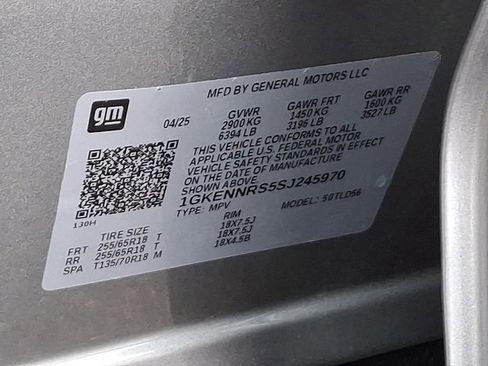 MFD BY GENERAL MOTORS LLC
gm
04/25 GVWR GAWR FRT GAWR RR
2900 KG 1450 KG 1600 KG
6394 LB 3196 LB 3527 LB
THIS VEHICLE CONFORMS TO ALL
APPLICABLE U.S. FEDERAL MOTOR
VEHICLE SAFETY STANDARDS IN EFFECT
ON THE DATE OF MANUFACTURE
SHOWN ABOVE.
1GKENNRS5SJ245970
TYPE: MPV MODEL: 50TLD56
130H
TIRE SIZE RIM
FRT 255/65R18 T 18X7.5J
RR 255/65R18 T 18X7.5J
SPA T135/70R18 M 18X4.5B